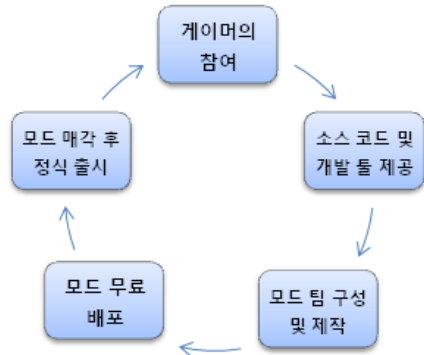 게이머의
참여
소스 코드 및
개발 툴 제공
모드 팀 구성
및 제작
모드 무료
배포
모드 매각 후
정식 출시